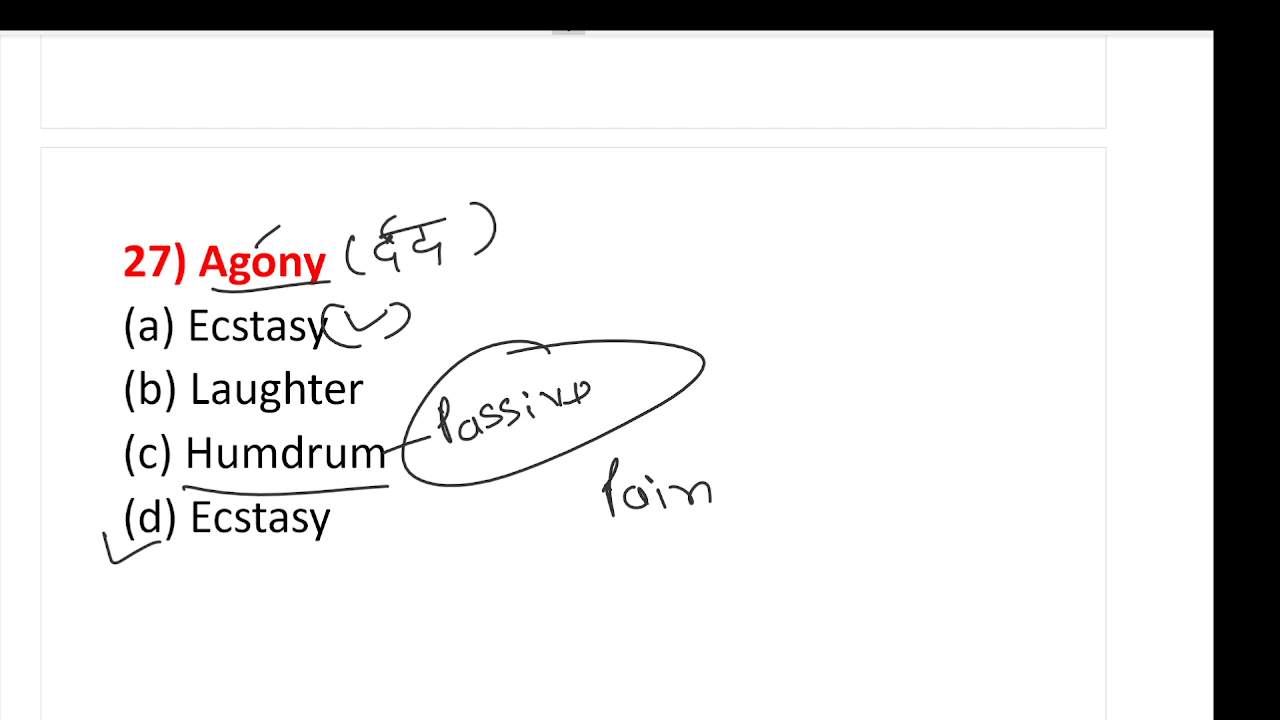 27) Agony (दर्द)
(a) Ecstasy
(b) Laughter
(c) Humdrum - Passive
Pain
(d) Ecstasy